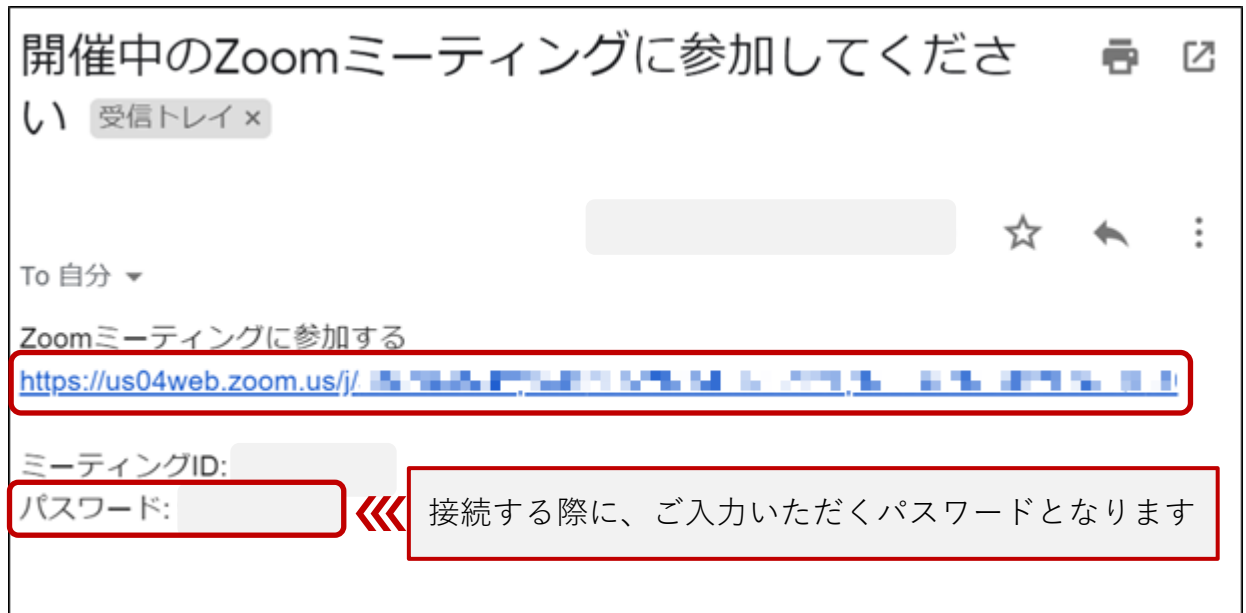 開催中のZoomミーティングに参加してくださ
い 受信トレイ ×
To 自分
Zoomミーティングに参加する
https://us04web.zoom.us/j/
ミーティングID:
パスワード:
接続する際に、ご入力いただくパスワードとなります